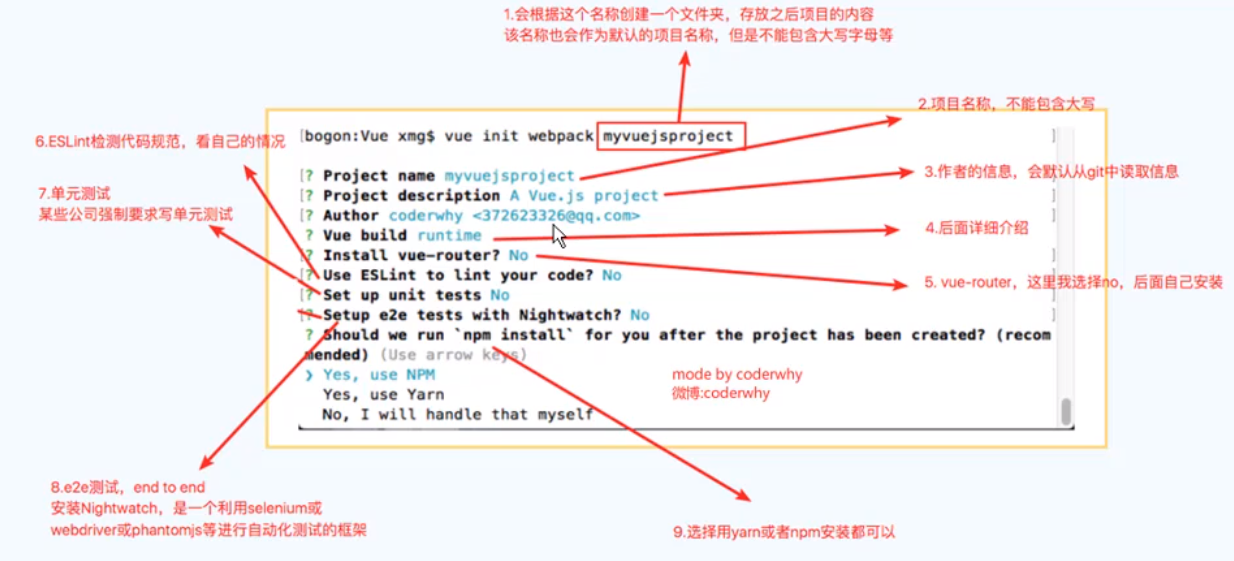 1.会根据这个名称创建一个文件夹，存放之后项目的内容
该名称也会作为默认的项目名称，但是不能包含大写字母等
2.项目名称，不能包含大写
6.ESLint检测代码规范，看自己的情况
[bogon:Vue xmg$ vue init webpack myvuejsproject ]
3.作者的信息，会默认从git中读取信息
7.单元测试
某些公司强制要求写单元测试
[? Project name myvuejsproject ]
[? Project description A Vue.js project ]
[? Author coderwhy <372623326@qq.com> ]
? Vue build runtime
4.后面详细介绍
[? Install vue-router? No ]
[? Use ESLint to lint your code? No ]
5. vue-router，这里我选择no，后面自己安装
[? Set up unit tests No ]
[? Setup e2e tests with Nightwatch? No ]
? Should we run `npm install` for you after the project has been created? (recom
mended) (Use arrow keys)
❯ Yes, use NPM
Yes, use Yarn
No, I will handle that myself
mode by coderwhy
微博:coderwhy
8.e2e测试，end to end
安装Nightwatch，是一个利用selenium或
webdriver或phantomjs等进行自动化测试的框架
9.选择用yarn或者npm安装都可以